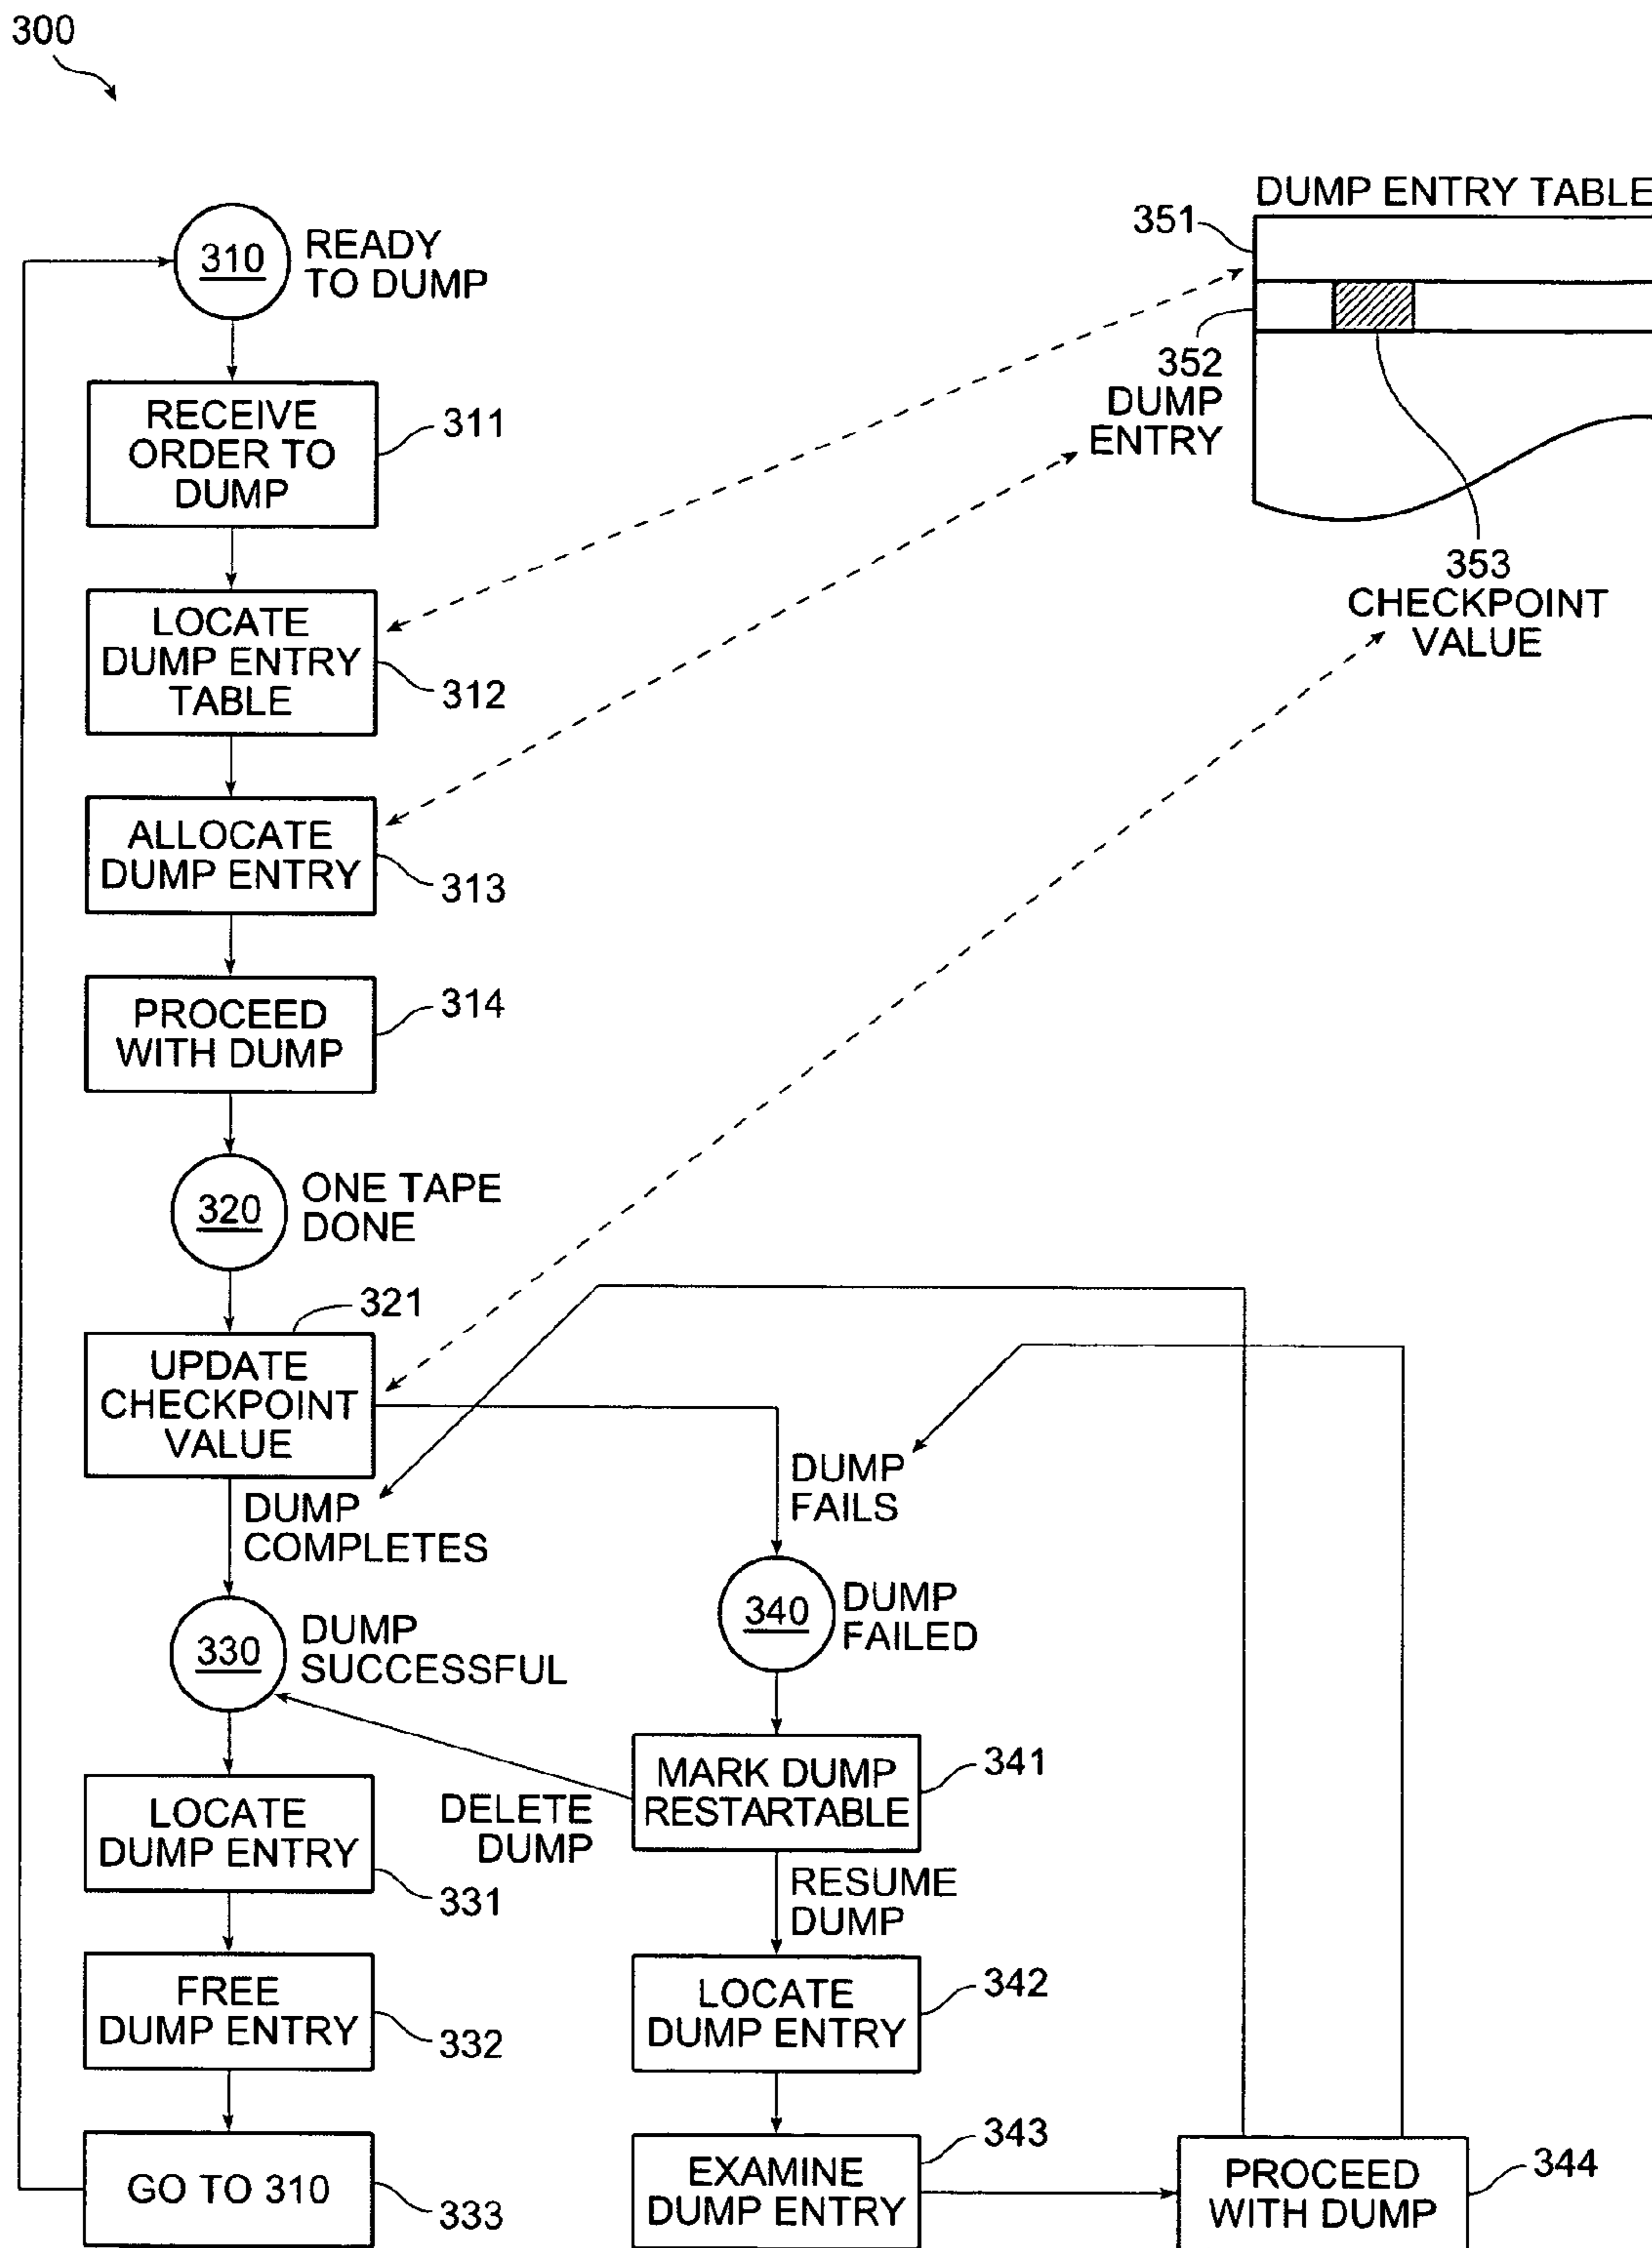 300
310
READY
TO DUMP
RECEIVE
ORDER TO
DUMP
311
LOCATE
DUMP ENTRY
TABLE
312
ALLOCATE
DUMP ENTRY
313
PROCEED
WITH DUMP
314
320
ONE TAPE
DONE
321
UPDATE
CHECKPOINT
VALUE
DUMP
COMPLETES
330
DUMP
SUCCESSFUL
LOCATE
DUMP ENTRY
331
FREE
DUMP ENTRY
332
GO TO 310
333
DUMP
FAILS
340
DUMP
FAILED
MARK DUMP
RESTARTABLE
341
DELETE
DUMP
RESUME
DUMP
LOCATE
DUMP ENTRY
342
EXAMINE
DUMP ENTRY
343
PROCEED
WITH DUMP
344
DUMP ENTRY TABLE
351
352
DUMP
ENTRY
353
CHECKPOINT
VALUE